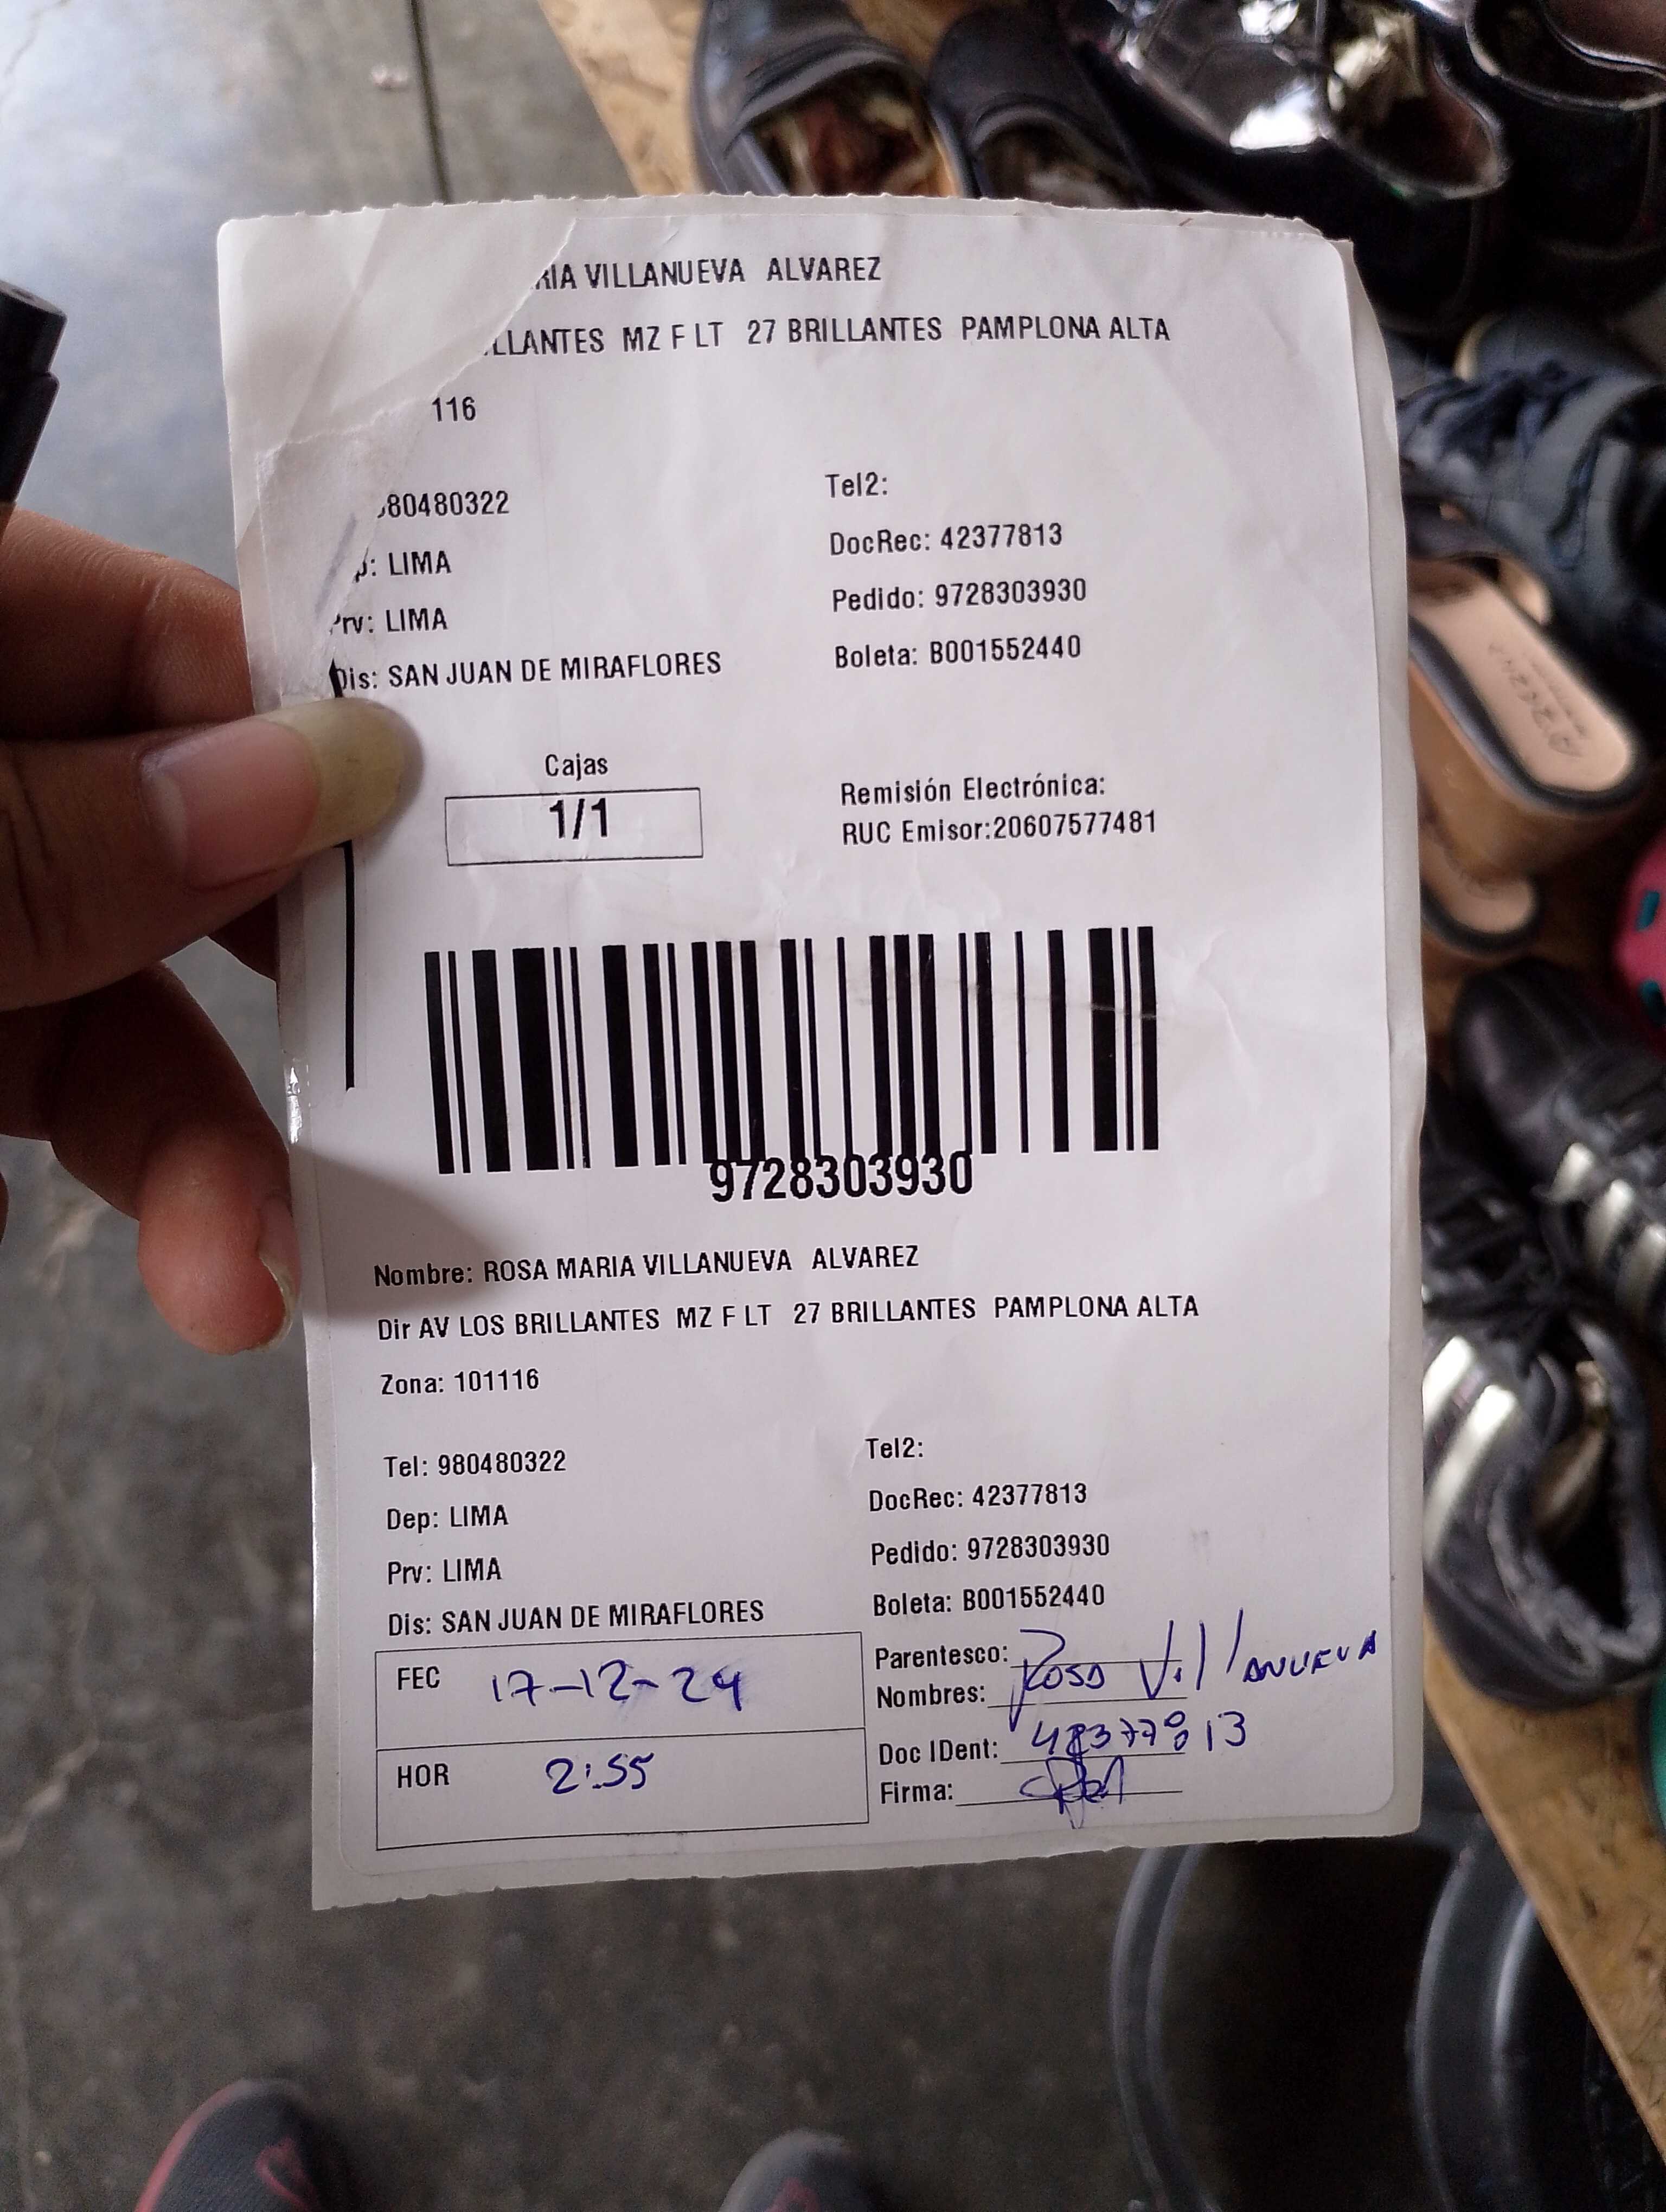 RIA VILLANUEVA ALVAREZ
LLANTES MZ F LT 27 BRILLANTES PAMPLONA ALTA
116
80480322
Tel2:
: LIMA
DocRec: 42377813
Prv: LIMA
Pedido: 9728303930
Dis: SAN JUAN DE MIRAFLORES
Boleta: B001552440
Cajas
1/1
Remisión Electrónica:
RUC Emisor:20607577481
9728303930
Nombre: ROSA MARIA VILLANUEVA ALVAREZ
Dir AV LOS BRILLANTES MZ F LT 27 BRILLANTES PAMPLONA ALTA
Zona: 101116
Tel: 980480322
Tel2:
Dep: LIMA
DocRec: 42377813
Prv: LIMA
Pedido: 9728303930
Dis: SAN JUAN DE MIRAFLORES
Boleta: B001552440
FEC 17-12-24
Parentesco:
Nombres: Rosa Villanueva
HOR 2:55
Doc IDent: 42377813
Firma: